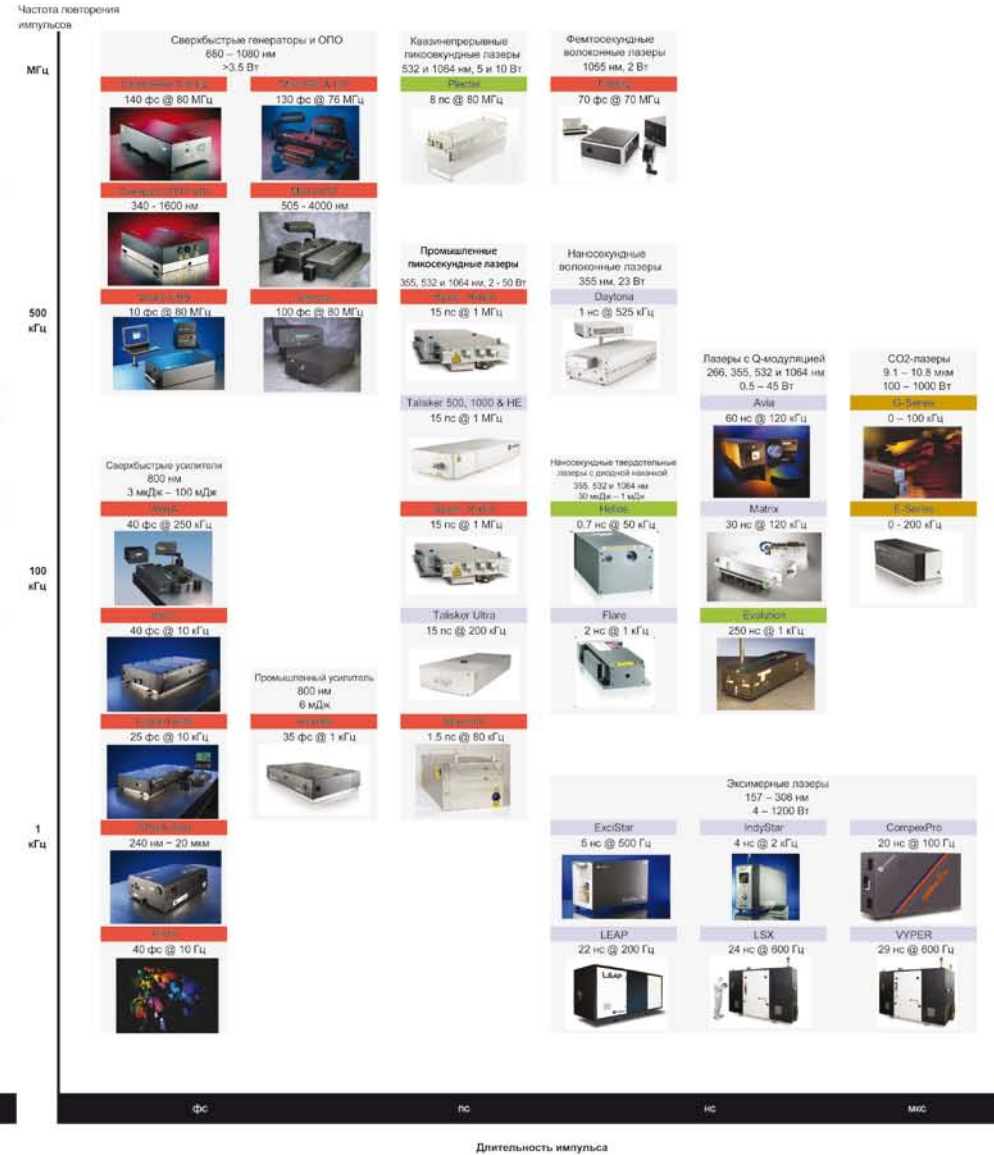 Частота повторения
импульсов
МГц
500
кГц
100
кГц
1
кГц
Сверхбыстрые генераторы и ОПО
680 – 1080 нм
>3.5 Вт
140 фс @ 80 МГц
130 фс @ 76 МГц
340 - 1600 нм
505 - 4000 нм
10 фс @ 80 МГц
100 фс @ 80 МГц
Сверхбыстрые усилители
800 нм
3 мкДж – 100 мДж
RegA
40 фс @ 250 кГц
40 фс @ 10 кГц
25 фс @ 10 кГц
240 нм – 20 мкм
40 фс @ 10 Гц
Промышленный усилитель
800 нм
6 мДж
35 фс @ 1 кГц
Квазинепрерывные
пикосекундные лазеры
532 и 1064 нм, 5 и 10 Вт
8 пс @ 80 МГц
Промышленные
пикосекундные лазеры
355, 532 и 1064 нм, 2 - 50 Вт
15 пс @ 1 МГц
Talisker 500, 1000 & HE
15 пс @ 1 МГц
15 пс @ 1 МГц
Talisker Ultra
15 пс @ 200 кГц
1.5 пс @ 80 кГц
Фемтосекундные
волоконные лазеры
1055 нм, 2 Вт
70 фс @ 70 МГц
Наносекундные
волоконные лазеры
355 нм, 23 Вт
Daytona
1 нс @ 525 кГц
Наносекундные твердотельные
лазеры с диодной накачкой
355, 532 и 1064 нм
30 мкДж – 1 мДж
Helios
0.7 нс @ 50 кГц
Flare
2 нс @ 1 кГц
Лазеры с Q-модуляцией
266, 355, 532 и 1064 нм
0.5 – 45 Вт
Avia
60 нс @ 120 кГц
Matrix
30 нс @ 120 кГц
Evolution
250 нс @ 1 кГц
CO2-лазеры
9.1 – 10.8 мкм
100 – 1000 Вт
G-Series
0 – 100 кГц
E-Series
0 - 200 кГц
Эксимерные лазеры
157 – 308 нм
4 – 1200 Вт
ExciStar
5 нс @ 500 Гц
IndyStar
4 нс @ 2 кГц
CompexPro
20 нс @ 100 Гц
LEAP
22 нс @ 200 Гц
LEAP
LSX
24 нс @ 600 Гц
VYPER
29 нс @ 600 Гц
фс
пс
нс
мкс
Длительность импульса